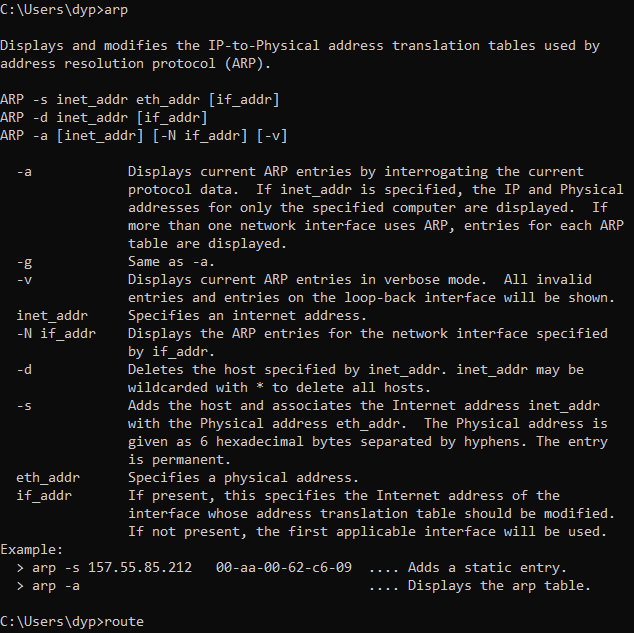 C:\Users\dyp>arp

Displays and modifies the IP-to-Physical address translation tables used by
address resolution protocol (ARP).

ARP -s inet_addr eth_addr [if_addr]
ARP -d inet_addr [if_addr]
ARP -a [inet_addr] [-N if_addr] [-v]

  -a            Displays current ARP entries by interrogating the current
                protocol data.  If inet_addr is specified, the IP and Physical
                addresses for only the specified computer are displayed.  If
                more than one network interface uses ARP, entries for each ARP
                table are displayed.
  -g            Same as -a.
  -v            Displays current ARP entries in verbose mode.  All invalid
                entries and entries on the loop-back interface will be shown.
  inet_addr     Specifies an internet address.
  -N if_addr    Displays the ARP entries for the network interface specified
                by if_addr.
  -d            Deletes the host specified by inet_addr. inet_addr may be
                wildcarded with * to delete all hosts.
  -s            Adds the host and associates the Internet address inet_addr
                with the Physical address eth_addr.  The Physical address is
                given as 6 hexadecimal bytes separated by hyphens. The entry
                is permanent.
  eth_addr      Specifies a physical address.
  if_addr       If present, this specifies the Internet address of the
                interface whose address translation table should be modified.
                If not present, the first applicable interface will be used.
Example:
  > arp -s 157.55.85.212   00-aa-00-62-c6-09  .... Adds a static entry.
  > arp -a                                    .... Displays the arp table.

C:\Users\dyp>route